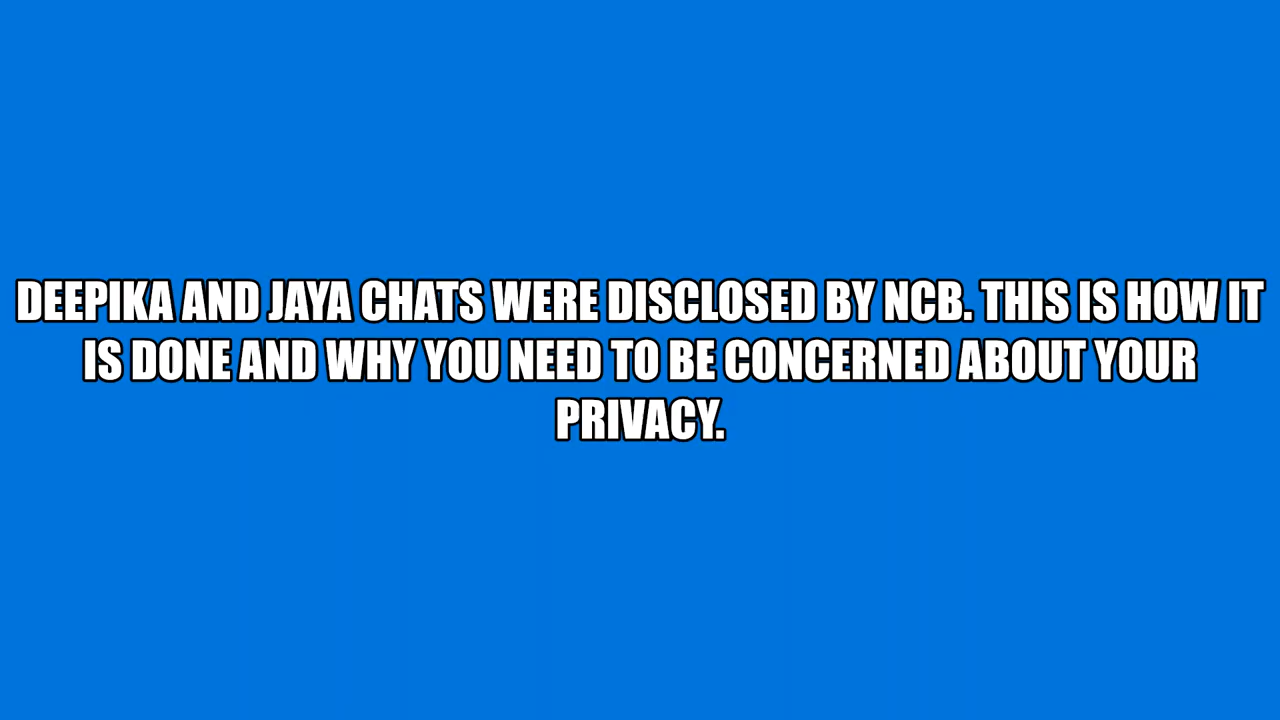 DEEPIKA AND JAYA CHATS WERE DISCLOSED BY NCB. THIS IS HOW IT
IS DONE AND WHY YOU NEED TO BE CONCERNED ABOUT YOUR
PRIVACY.